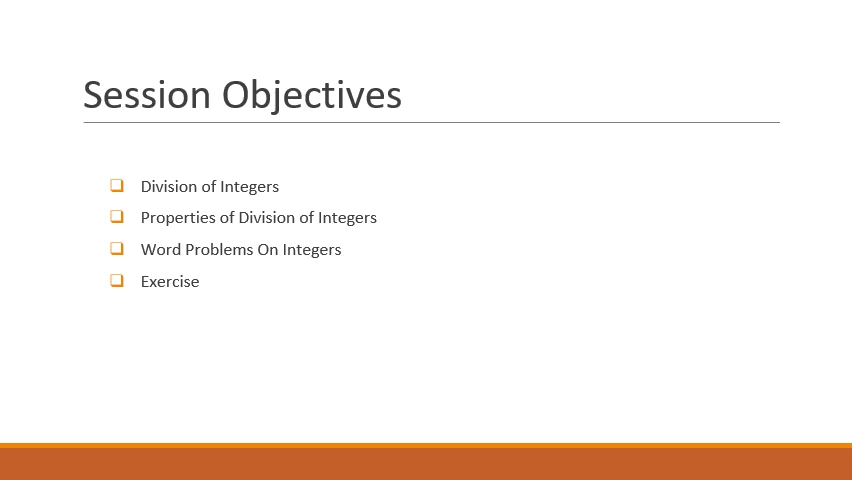 Session Objectives
Division of Integers
Properties of Division of Integers
Word Problems On Integers
Exercise